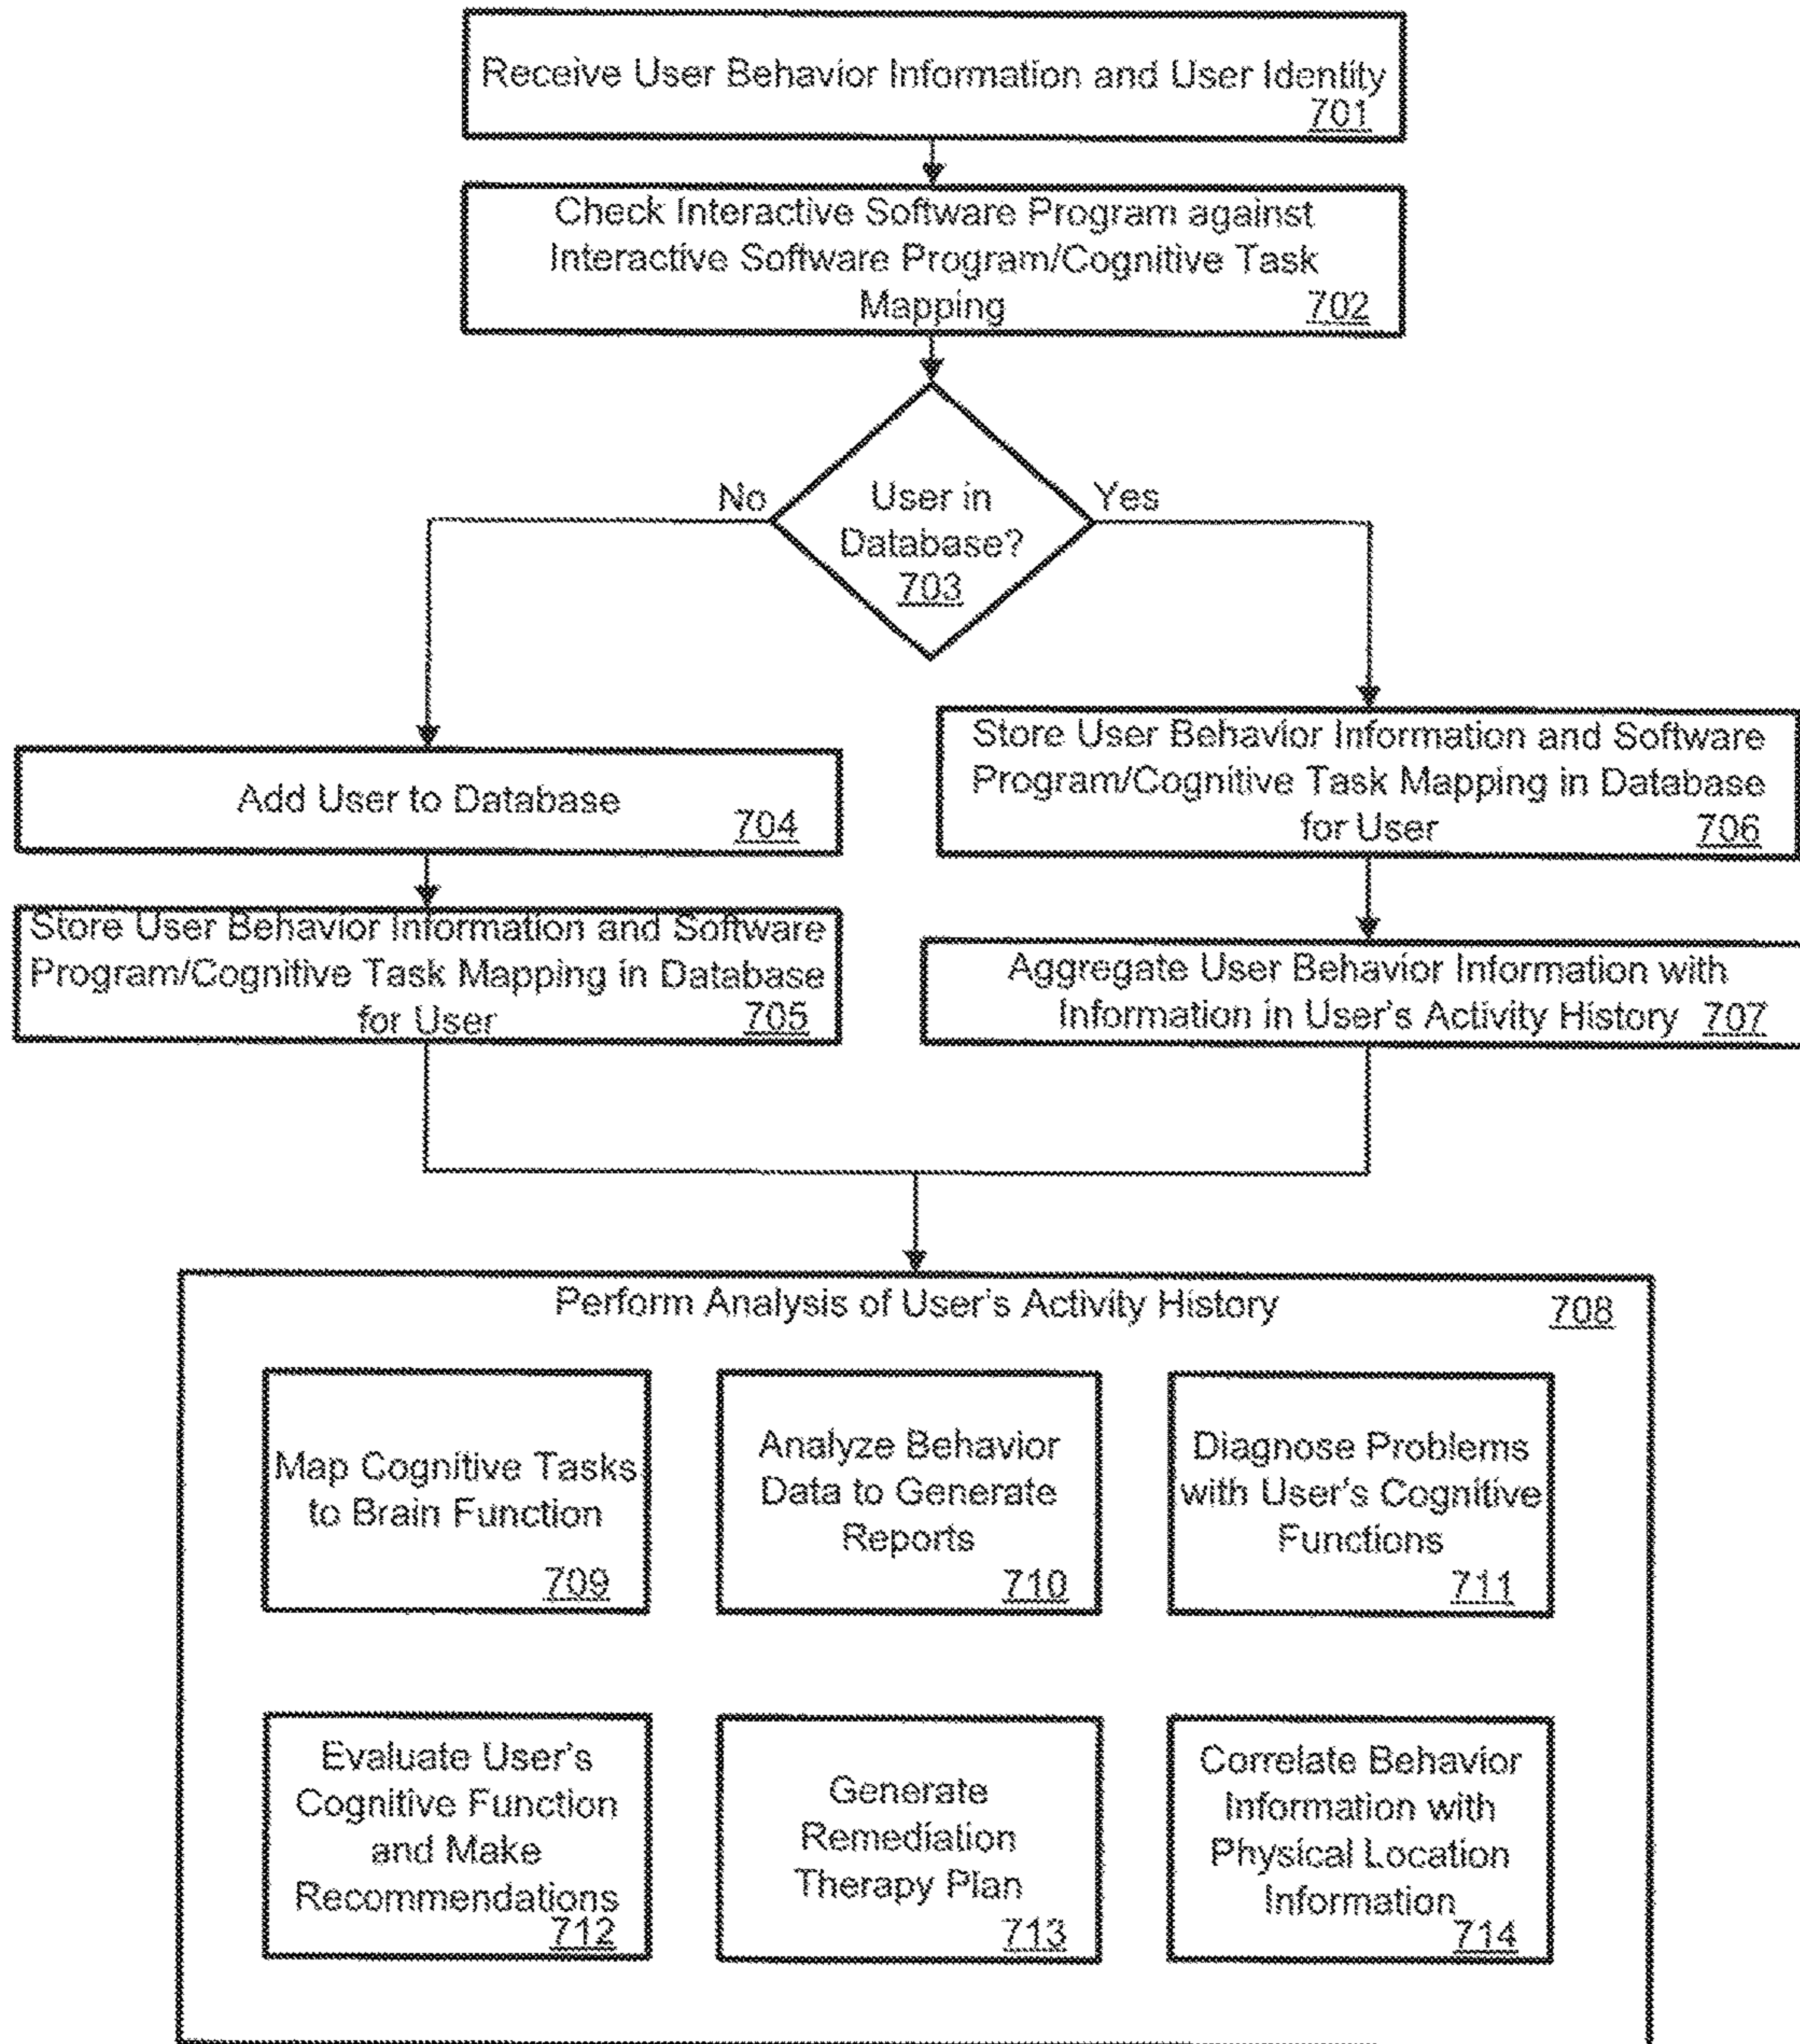 Receive User Behavior Information and User Identity
701
Check Interactive Software Program against
Interactive Software Program/Cognitive Task
Mapping 702
No
User in
Database?
703
Yes
Add User to Database
704
Store User Behavior Information and Software
Program/Cognitive Task Mapping in Database
for User 705
Store User Behavior Information and Software
Program/Cognitive Task Mapping in Database
for User 706
Aggregate User Behavior Information with
Information in User's Activity History 707
Perform Analysis of User's Activity History 708
Map Cognitive Tasks
to Brain Function
709
Analyze Behavior
Data to Generate
Reports
710
Diagnose Problems
with User's Cognitive
Functions
711
Evaluate User's
Cognitive Function
and Make
Recommendations
712
Generate
Remediation
Therapy Plan
713
Correlate Behavior
Information with
Physical Location
Information
714